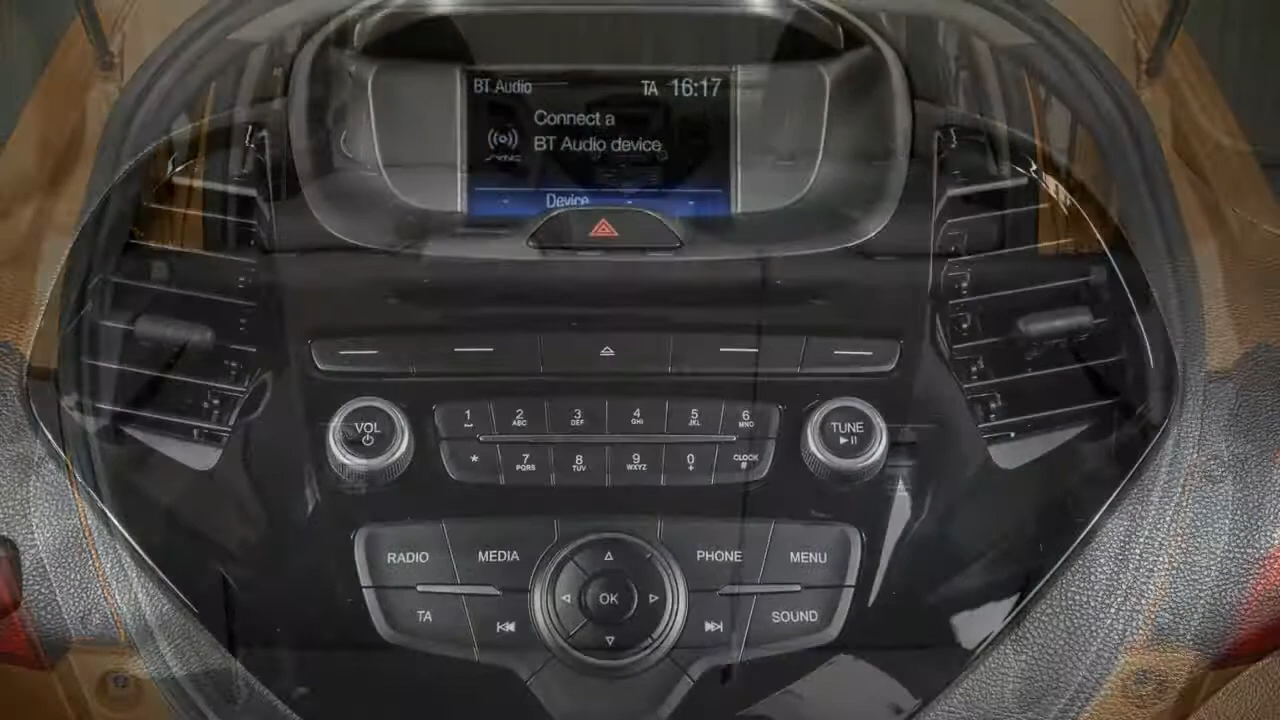 BT Audio TA 16:17
Connect a
BT Audio device
Device
VOL
1 2 ABC 3 DEF 4 GHI 5 JKL 6 MNO
TUNE
* 7 PQRS 8 TUV 9 WXYZ 0 + CLOCK #
RADIO MEDIA PHONE MENU
OK
TA SOUND